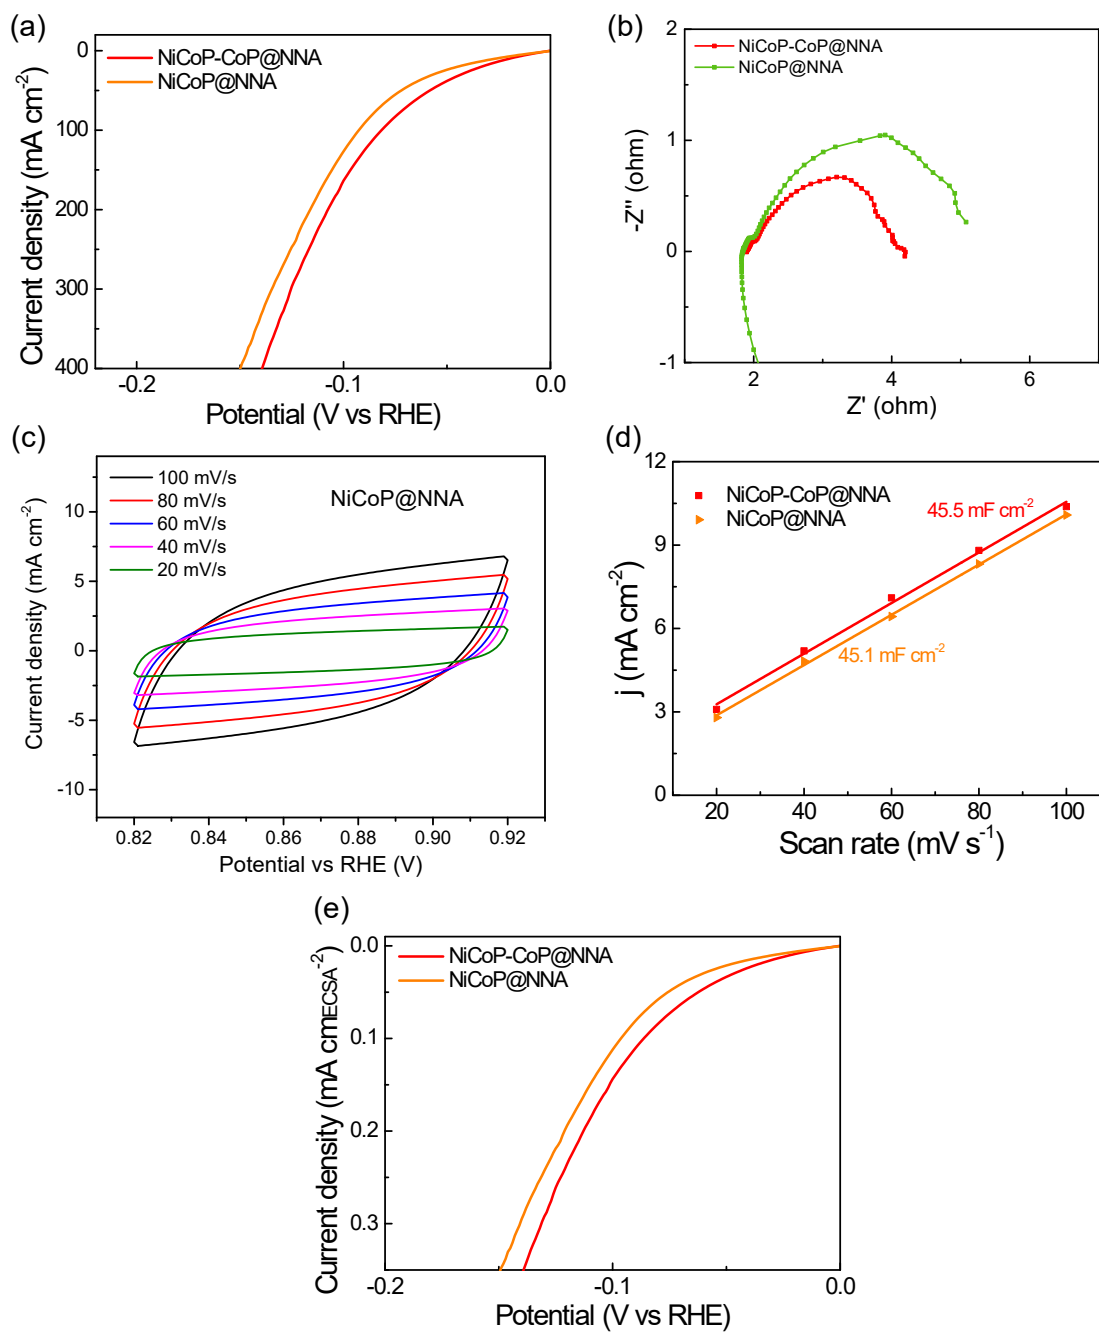 (a)
NiCoP-CoP@NNA
NiCoP@NNA
0
100
200
300
400
-0.2
-0.1
0.0
Current density (mA cm-2)
Potential (V vs RHE)
(b)
NiCoP-CoP@NNA
NiCoP@NNA
2
1
0
-1
2
4
6
-Z'' (ohm)
Z' (ohm)
(c)
100 mV/s
80 mV/s
60 mV/s
40 mV/s
20 mV/s
NiCoP@NNA
10
5
0
-5
-10
0.82
0.84
0.86
0.88
0.90
0.92
Current density (mA cm-2)
Potential vs RHE (V)
(d)
NiCoP-CoP@NNA
NiCoP@NNA
45.5 mF cm-2
45.1 mF cm-2
12
9
6
3
0
20
40
60
80
100
j (mA cm-2)
Scan rate (mV s-1)
(e)
NiCoP-CoP@NNA
NiCoP@NNA
0.0
0.1
0.2
0.3
-0.2
-0.1
0.0
Current density (mA cmECSA-2)
Potential (V vs RHE)